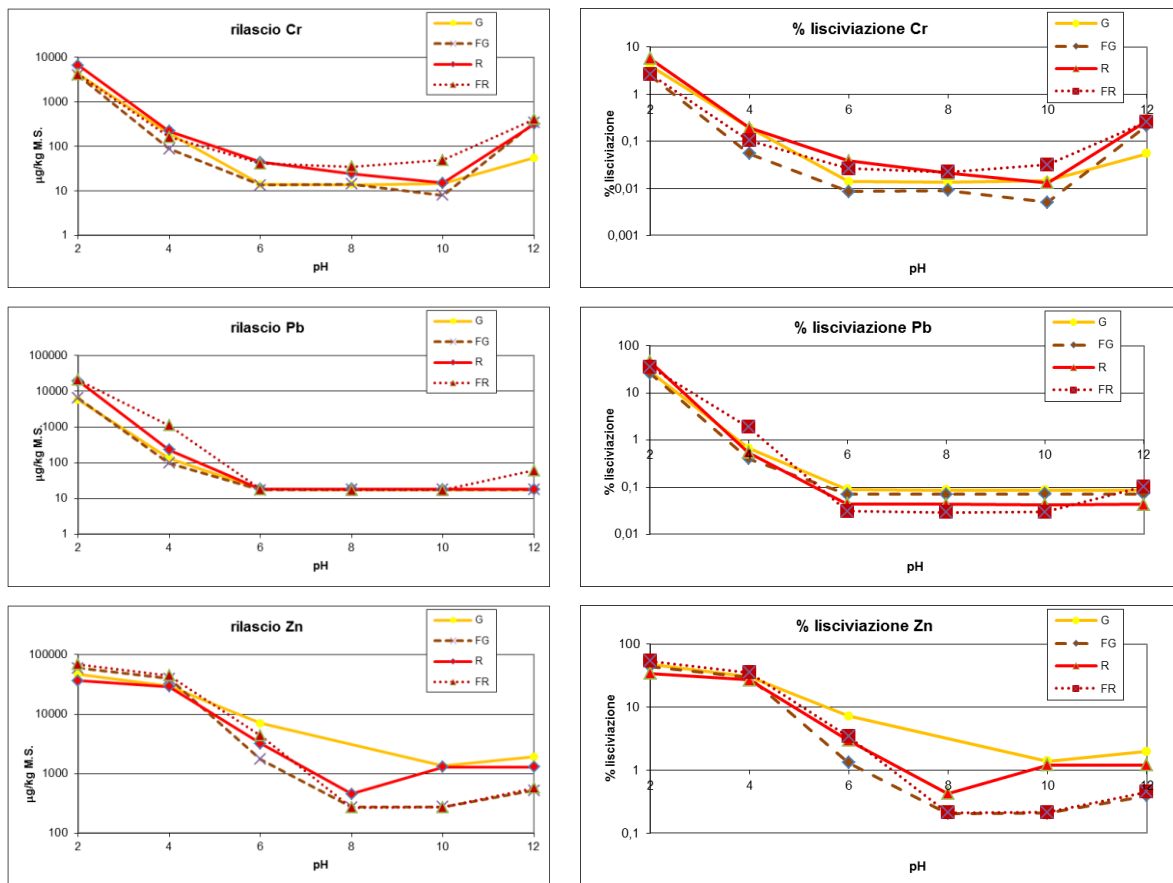 rilascio Cr
G
FG
R
FR
10000
1000
100
10
1
µg/kg M.S.
2 4 6 8 10 12
pH
% lisciviazione Cr
G
FG
R
FR
10
1
0,1
0,01
0,001
% lisciviazione
2 4 6 8 10 12
pH
rilascio Pb
G
FG
R
FR
100000
10000
1000
100
10
1
µg/kg M.S.
2 4 6 8 10 12
pH
% lisciviazione Pb
G
FG
R
FR
100
10
1
0,1
0,01
% lisciviazione
2 4 6 8 10 12
pH
rilascio Zn
G
FG
R
FR
100000
10000
1000
100
µg/kg M.S.
2 4 6 8 10 12
pH
% lisciviazione Zn
G
FG
R
FR
100
10
1
0,1
% lisciviazione
2 4 6 8 10 12
pH